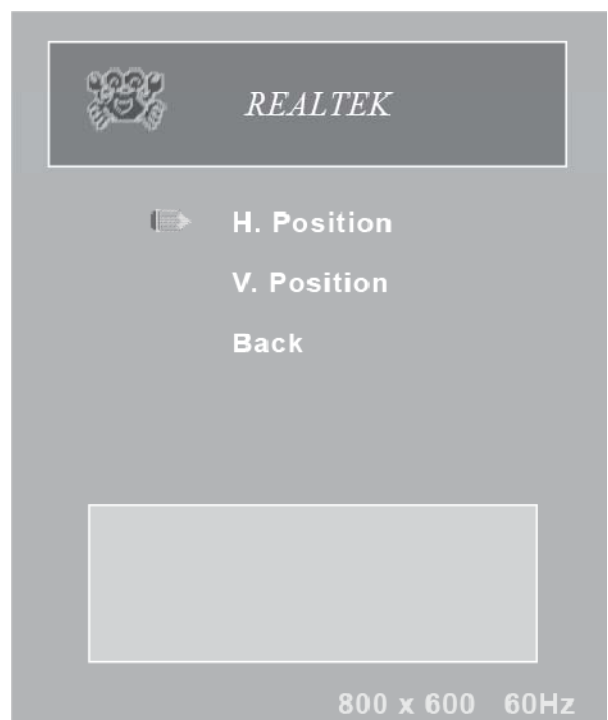 REALTEK
H. Position
V. Position
Back
800 x 600 60Hz